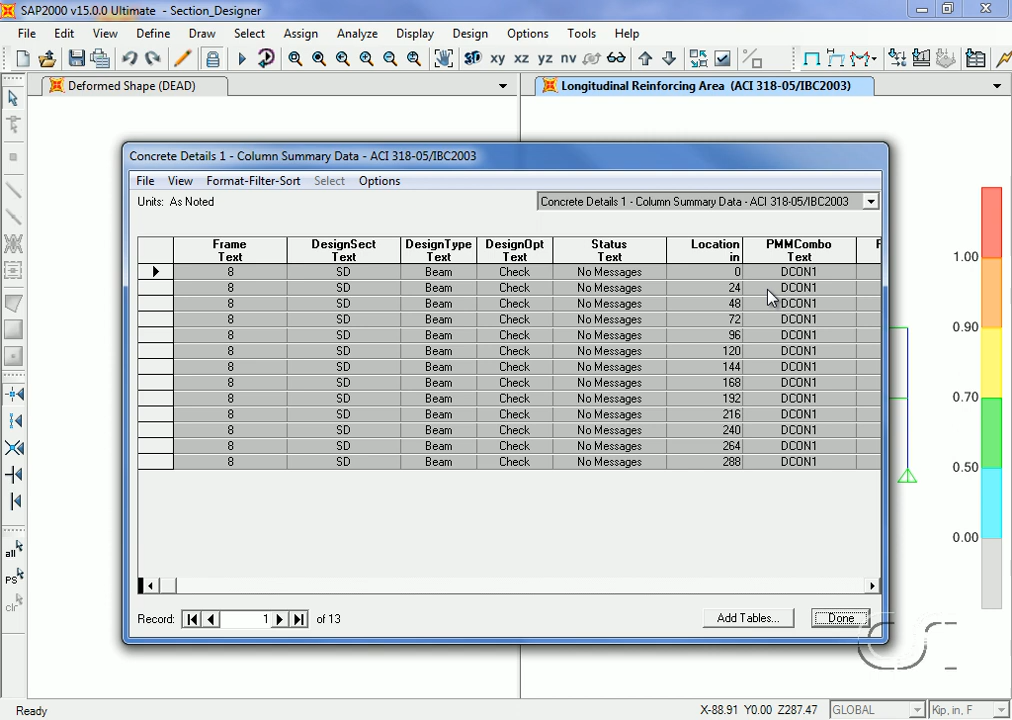 SAP2000 v15.0.0 Ultimate - Section_Designer
File Edit View Define Draw Select Assign Analyze Display Design Options Tools Help
3D xy xz yz nv
Deformed Shape (DEAD)
Longitudinal Reinforcing Area (ACI 318-05/IBC2003)
Concrete Details 1 - Column Summary Data - ACI 318-05/IBC2003
File View Format-Filter-Sort Select Options
Units: As Noted
Concrete Details 1 - Column Summary Data - ACI 318-05/IBC2003
Frame DesignSect DesignType DesignOpt Status Location PMMCombo
Text Text Text Text Text in Text
8 SD Beam Check No Messages 0 DCON1
8 SD Beam Check No Messages 24 DCON1
8 SD Beam Check No Messages 48 DCON1
8 SD Beam Check No Messages 72 DCON1
8 SD Beam Check No Messages 96 DCON1
8 SD Beam Check No Messages 120 DCON1
8 SD Beam Check No Messages 144 DCON1
8 SD Beam Check No Messages 168 DCON1
8 SD Beam Check No Messages 192 DCON1
8 SD Beam Check No Messages 216 DCON1
8 SD Beam Check No Messages 240 DCON1
8 SD Beam Check No Messages 264 DCON1
8 SD Beam Check No Messages 288 DCON1
Record: 1 of 13
Add Tables... Done
1.00
0.90
0.70
0.50
0.00
all
PS
clr
CSI
Ready
X-88.91 Y0.00 Z287.47 GLOBAL Kip, in, F